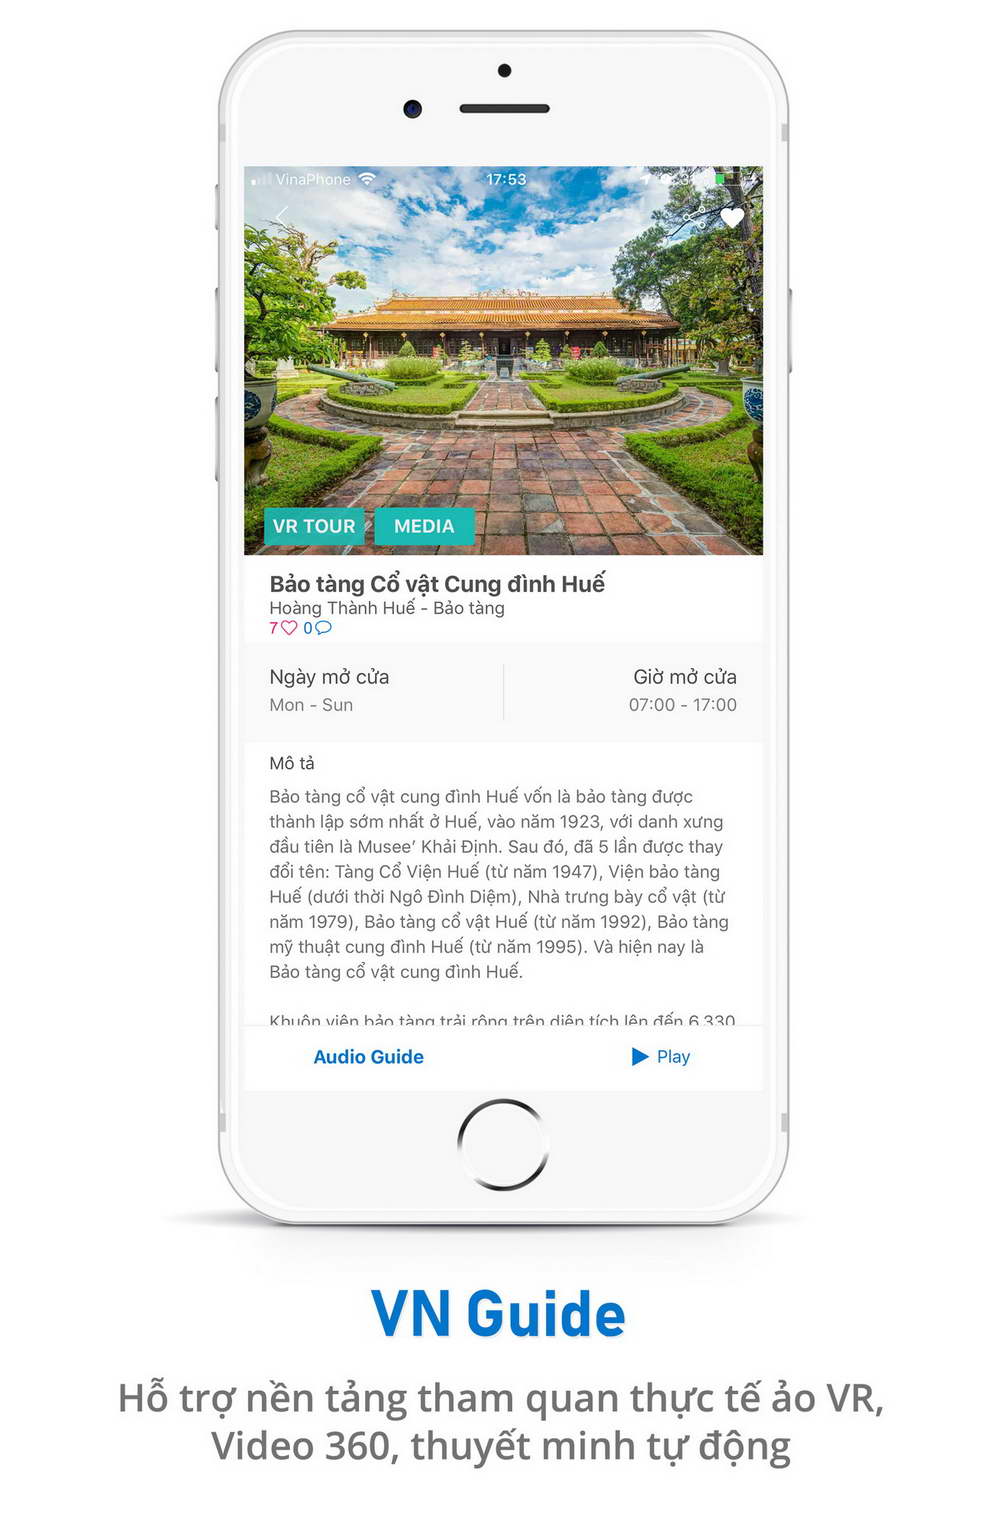 VinaPhone 17:53
VR TOUR MEDIA
Bảo tàng Cổ vật Cung đình Huế
Hoàng Thành Huế - Bảo tàng
7 0
Ngày mở cửa Giờ mở cửa
Mon - Sun 07:00 - 17:00
Mô tả
Bảo tàng cổ vật cung đình Huế vốn là bảo tàng được
thành lập sớm nhất ở Huế, vào năm 1923, với danh xưng
đầu tiên là Musee’ Khải Định. Sau đó, đã 5 lần được thay
đổi tên: Tàng Cổ Viện Huế (từ năm 1947), Viện bảo tàng
Huế (dưới thời Ngô Đình Diệm), Nhà trưng bày cổ vật (từ
năm 1979), Bảo tàng cổ vật Huế (từ năm 1992), Bảo tàng
mỹ thuật cung đình Huế (từ năm 1995). Và hiện nay là
Bảo tàng cổ vật cung đình Huế.
Khuôn viên bảo tàng trải rộng trên diện tích lên đến 6.330
Audio Guide Play
VN Guide
Hỗ trợ nền tảng tham quan thực tế ảo VR,
Video 360, thuyết minh tự động